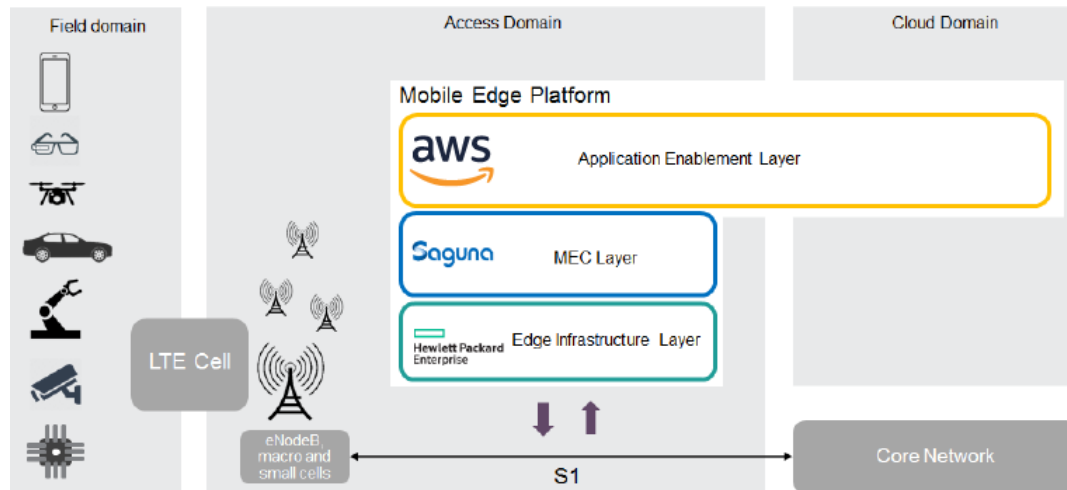 Field domain
Access Domain
Cloud Domain
Mobile Edge Platform
aws
Application Enablement Layer
Saguna
MEC Layer
Hewlett Packard
Enterprise
Edge Infrastructure Layer
LTE Cell
eNodeB,
macro and
small cells
S1
Core Network